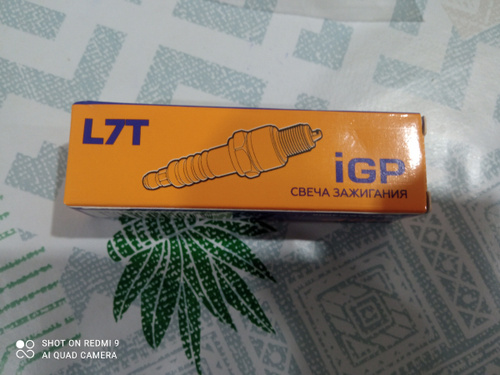 L7T
iGP
СВЕЧА ЗАЖИГАНИЯ
SHOT ON REDMI 9
AI QUAD CAMERA